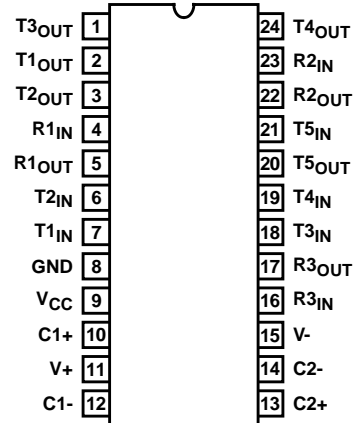 T3OUT 1 24 T4OUT
T1OUT 2 23 R2IN
T2OUT 3 22 R2OUT
R1IN 4 21 T5IN
R1OUT 5 20 T5OUT
T2IN 6 19 T4IN
T1IN 7 18 T3IN
GND 8 17 R3OUT
VCC 9 16 R3IN
C1+ 10 15 V-
V+ 11 14 C2-
C1- 12 13 C2+